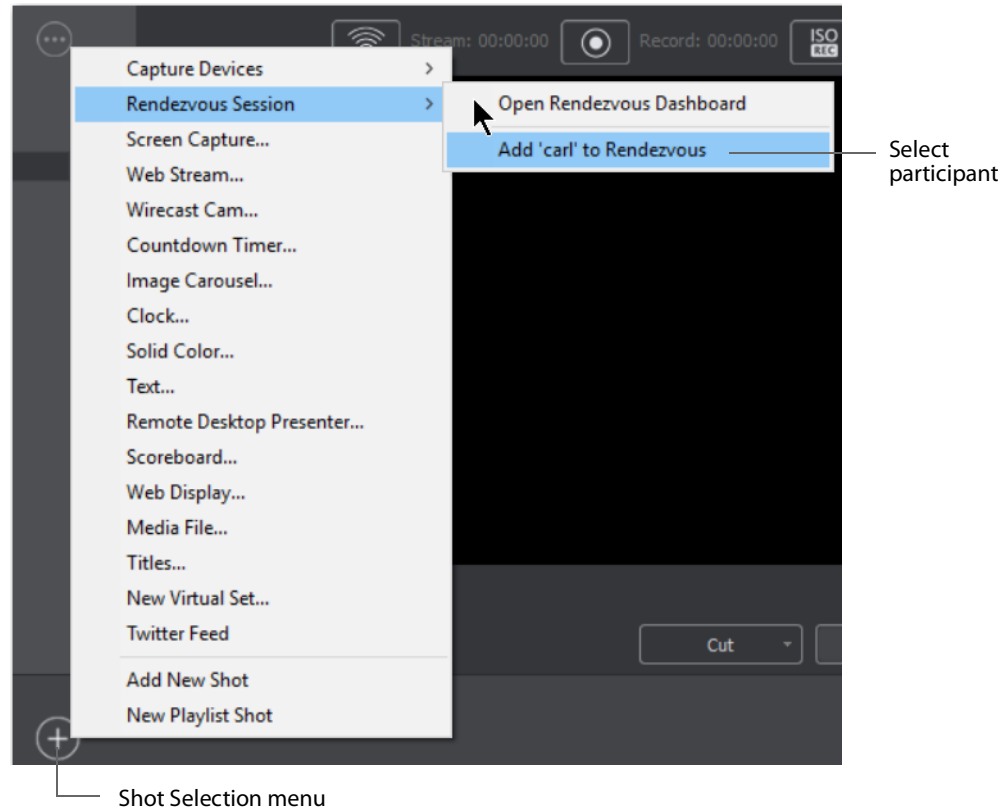 Stream: 00:00:00
Record: 00:00:00
ISO
REC
Capture Devices
Rendezvous Session
Screen Capture...
Web Stream...
Wirecast Cam...
Countdown Timer...
Image Carousel...
Clock...
Solid Color...
Text...
Remote Desktop Presenter...
Scoreboard...
Web Display...
Media File...
Titles...
New Virtual Set...
Twitter Feed
Add New Shot
New Playlist Shot
Open Rendezvous Dashboard
Add 'carl' to Rendezvous
Select
participant
Cut
Shot Selection menu